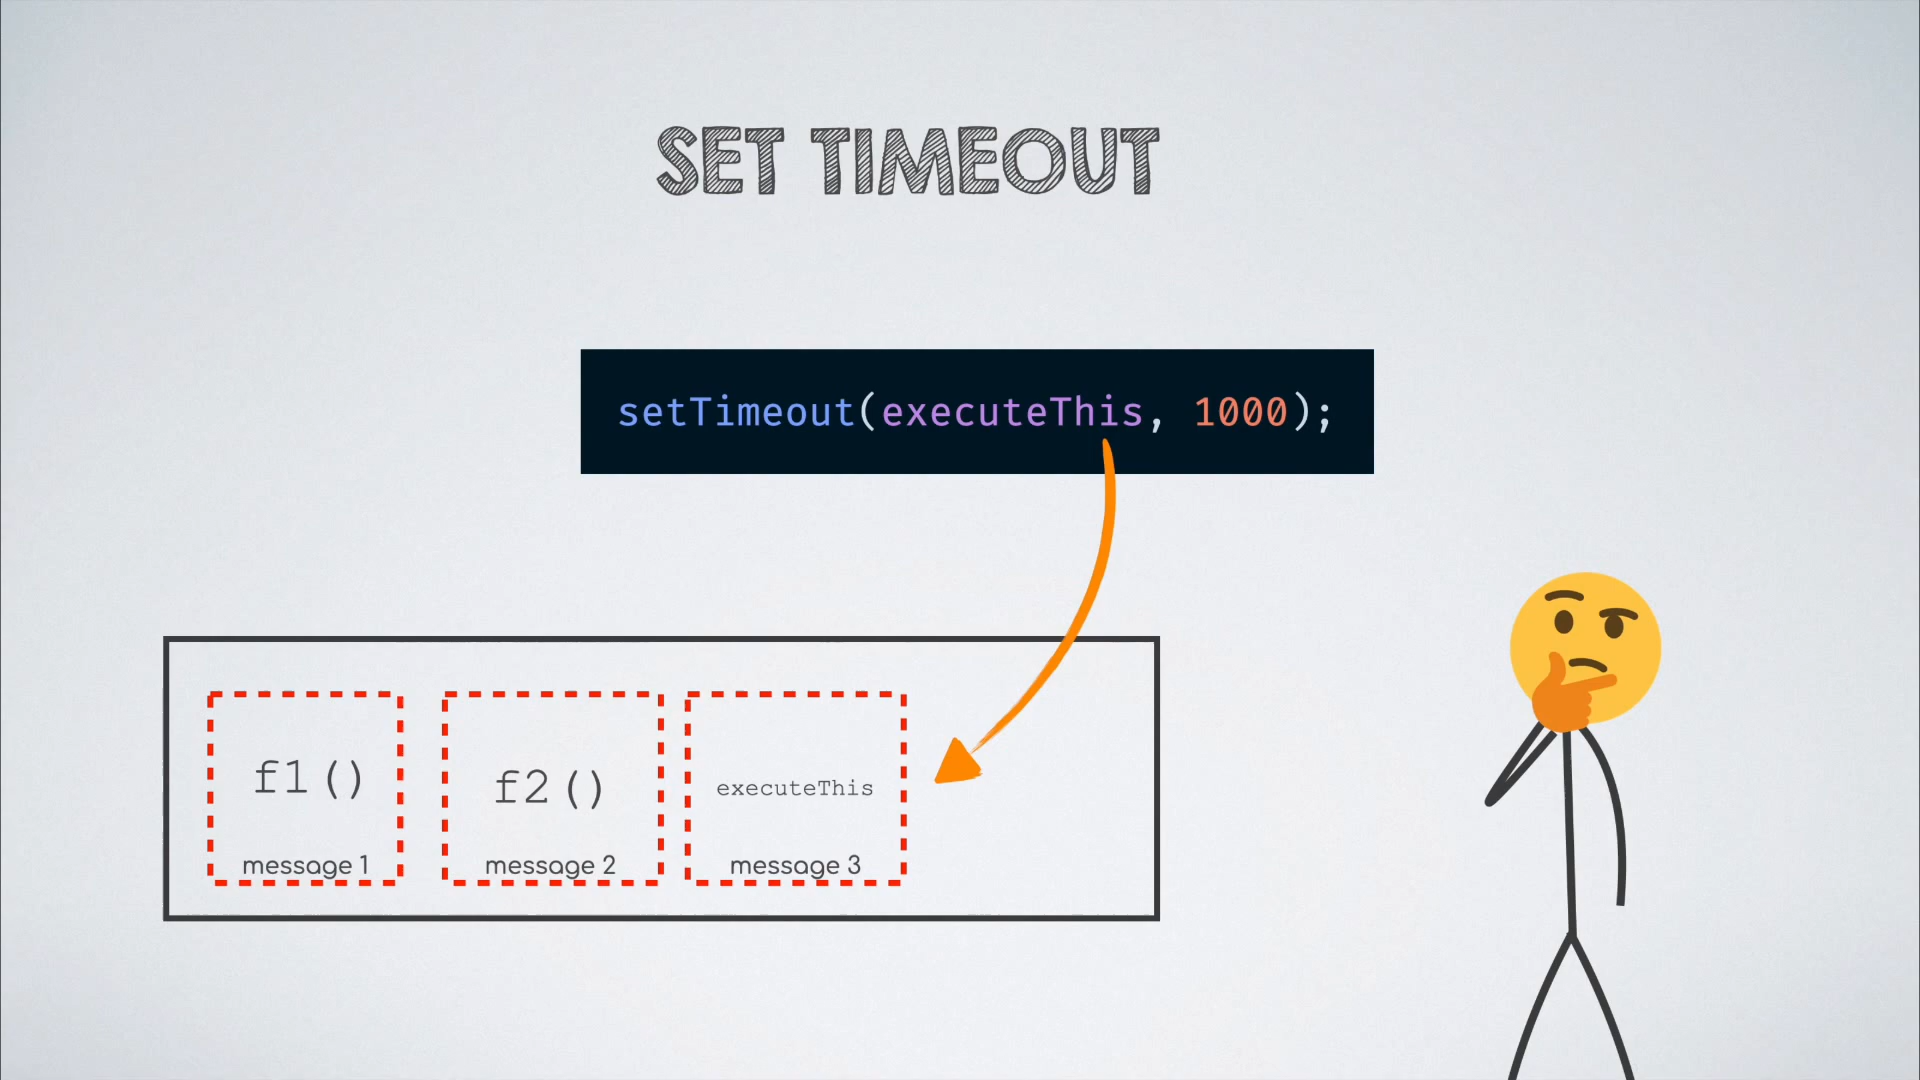 SET TIMEOUT
setTimeout(executeThis, 1000);
f1()
message 1
f2()
message 2
executeThis
message 3